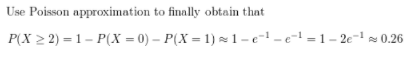 Use Poisson approximation to finally obtain that
P(X ≥ 2) = 1 − P(X = 0) − P(X = 1) ≈ 1 − e⁻¹ − e⁻¹ = 1 − 2e⁻¹ ≈ 0.26